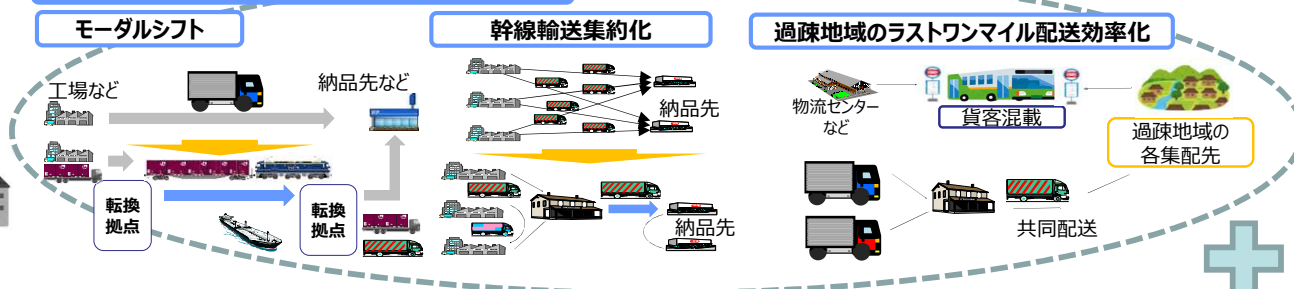 モーダルシフト
工場など
納品先など
転換
拠点
転換
拠点
幹線輸送集約化
納品先
納品先
過疎地域のラストワンマイル配送効率化
物流センター
など
貨客混載
過疎地域の
各集配先
共同配送